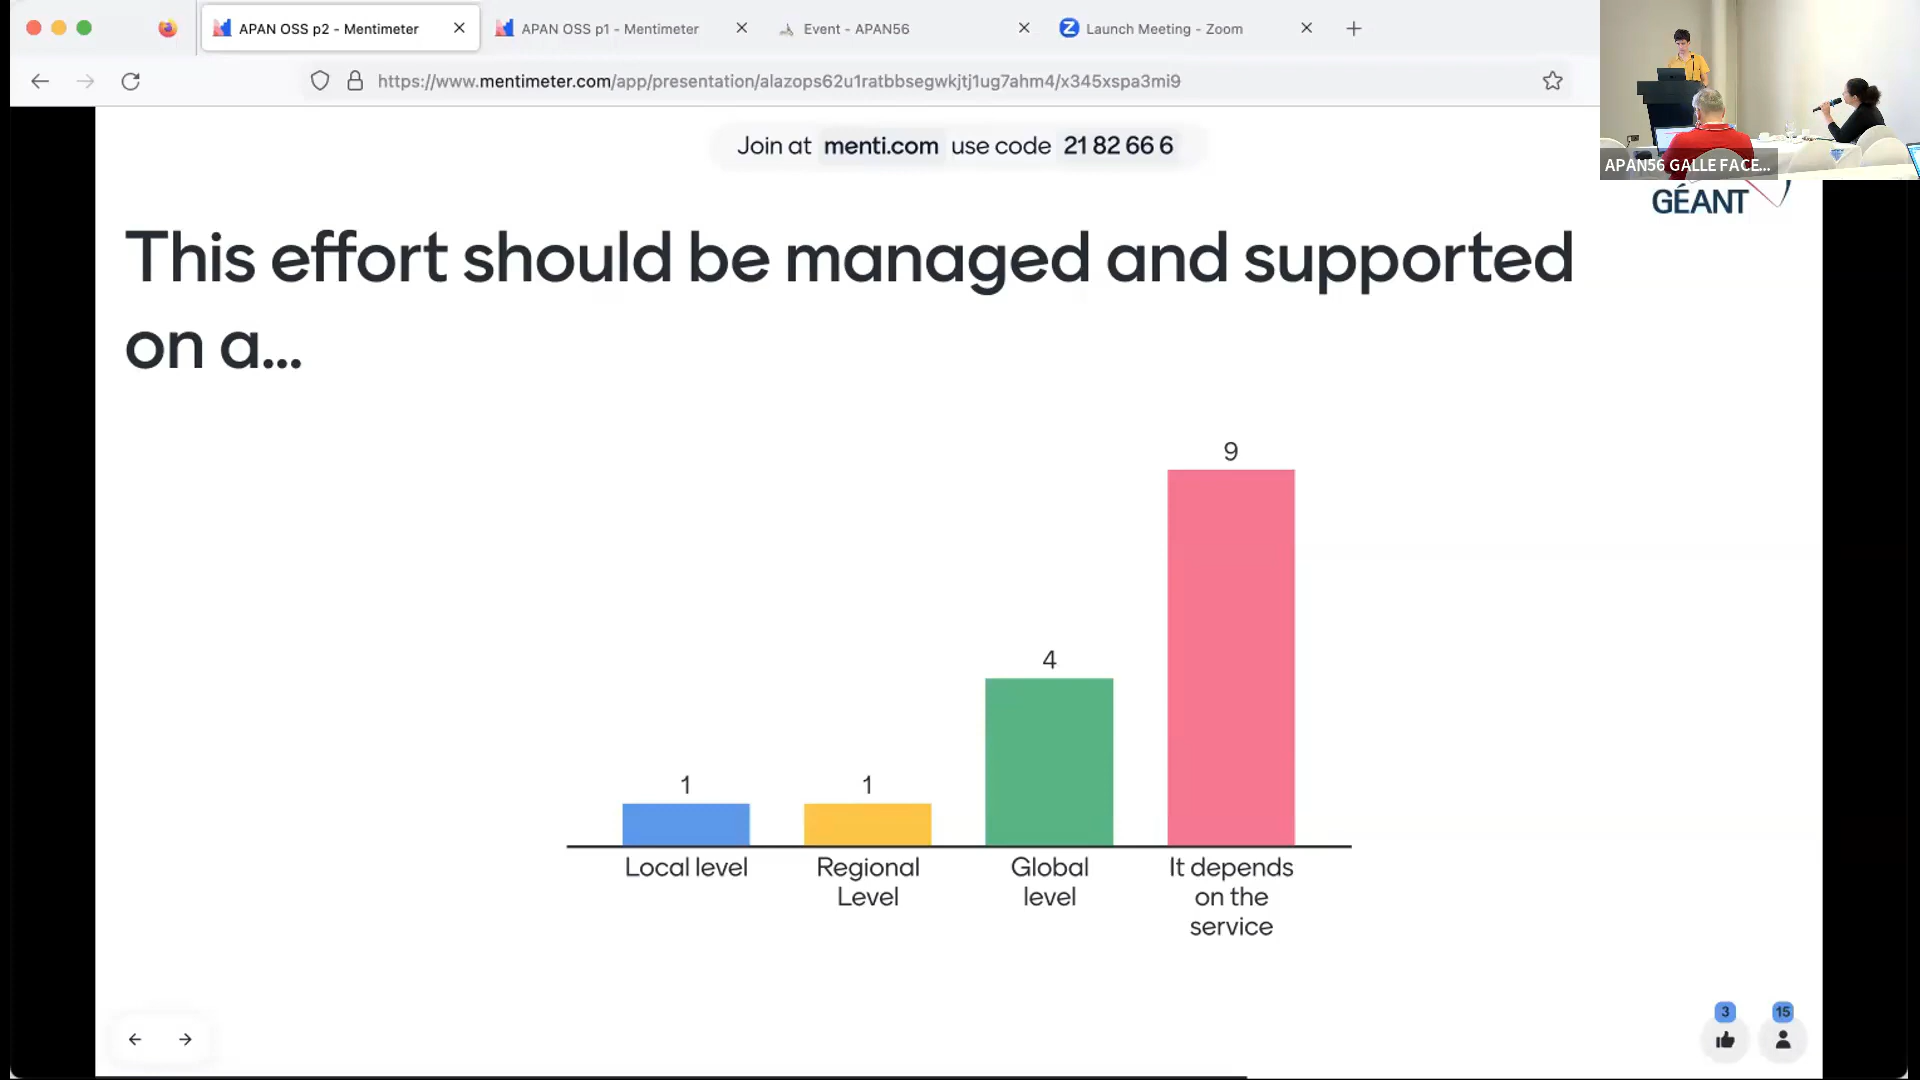 APAN OSS p2 - Mentimeter
APAN OSS p1 - Mentimeter
Event - APAN56
Launch Meeting - Zoom
https://www.mentimeter.com/app/presentation/alazops62u1ratbbsegwkjtj1ug7ahm4/x345xspa3mi9
APAN56 GALLE FACE...
Join at menti.com use code 21 82 66 6
GÉANT
This effort should be managed and supported
on a...
9
4
1
1
Local level
Regional
Level
Global
level
It depends
on the
service
3
15